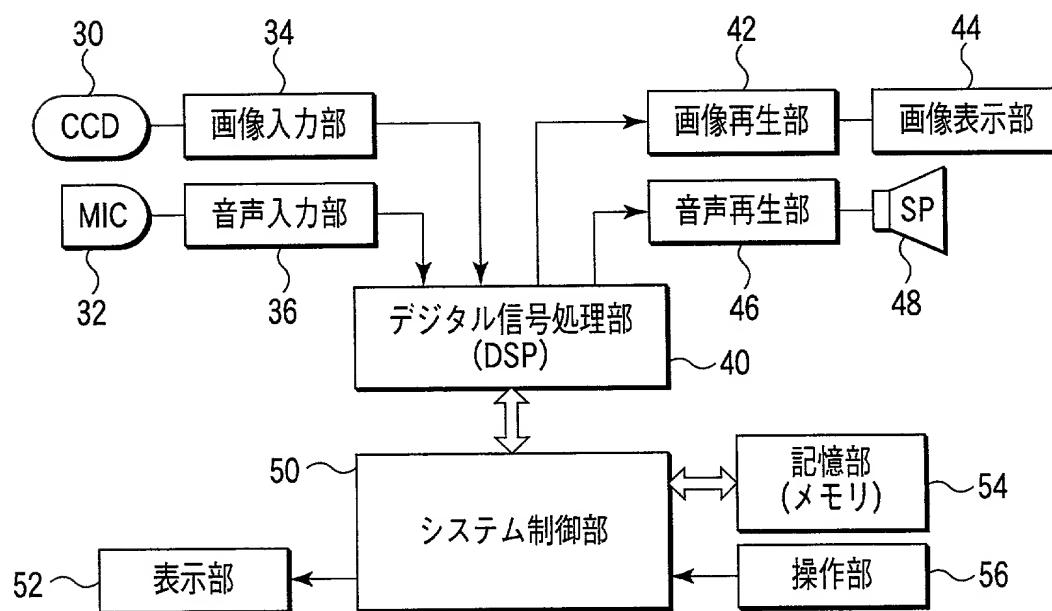 30
34
42
44
CCD
画像入力部
画像再生部
画像表示部
MIC
音声入力部
音声再生部
SP
32
36
46
48
デジタル信号処理部
(DSP)
40
50
システム制御部
記憶部
(メモリ)
54
52
表示部
操作部
56